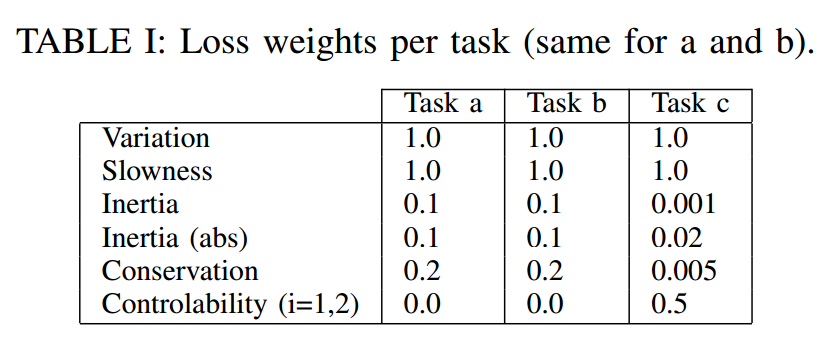 TABLE I: Loss weights per task (same for a and b).
Task a Task b Task c
Variation 1.0 1.0 1.0
Slowness 1.0 1.0 1.0
Inertia 0.1 0.1 0.001
Inertia (abs) 0.1 0.1 0.02
Conservation 0.2 0.2 0.005
Controlability (i=1,2) 0.0 0.0 0.5